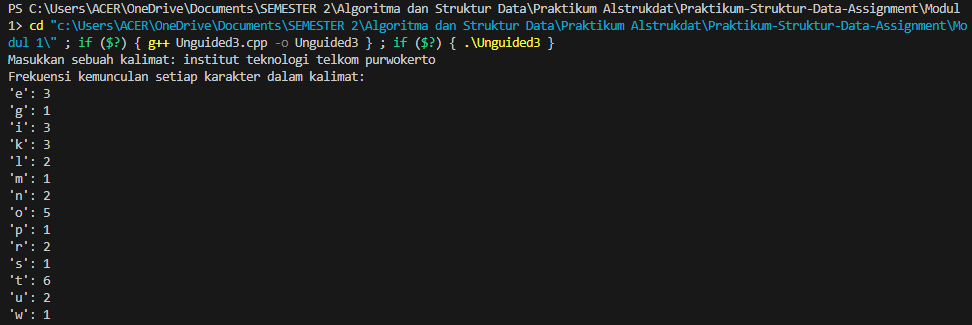 PS C:\Users\ACER\OneDrive\Documents\SEMESTER 2\Algoritma dan Struktur Data\Praktikum Alstrukdat\Praktikum-Struktur-Data-Assignment\Modul
1> cd "c:\Users\ACER\OneDrive\Documents\SEMESTER 2\Algoritma dan Struktur Data\Praktikum Alstrukdat\Praktikum-Struktur-Data-Assignment\Mo
dul 1\" ; if ($?) { g++ Unguided3.cpp -o Unguided3 } ; if ($?) { .\Unguided3 }
Masukkan sebuah kalimat: institut teknologi telkom purwokerto
Frekuensi kemunculan setiap karakter dalam kalimat:
'e': 3
'g': 1
'i': 3
'k': 3
'l': 2
'm': 1
'n': 2
'o': 5
'p': 1
'r': 2
's': 1
't': 6
'u': 2
'w': 1